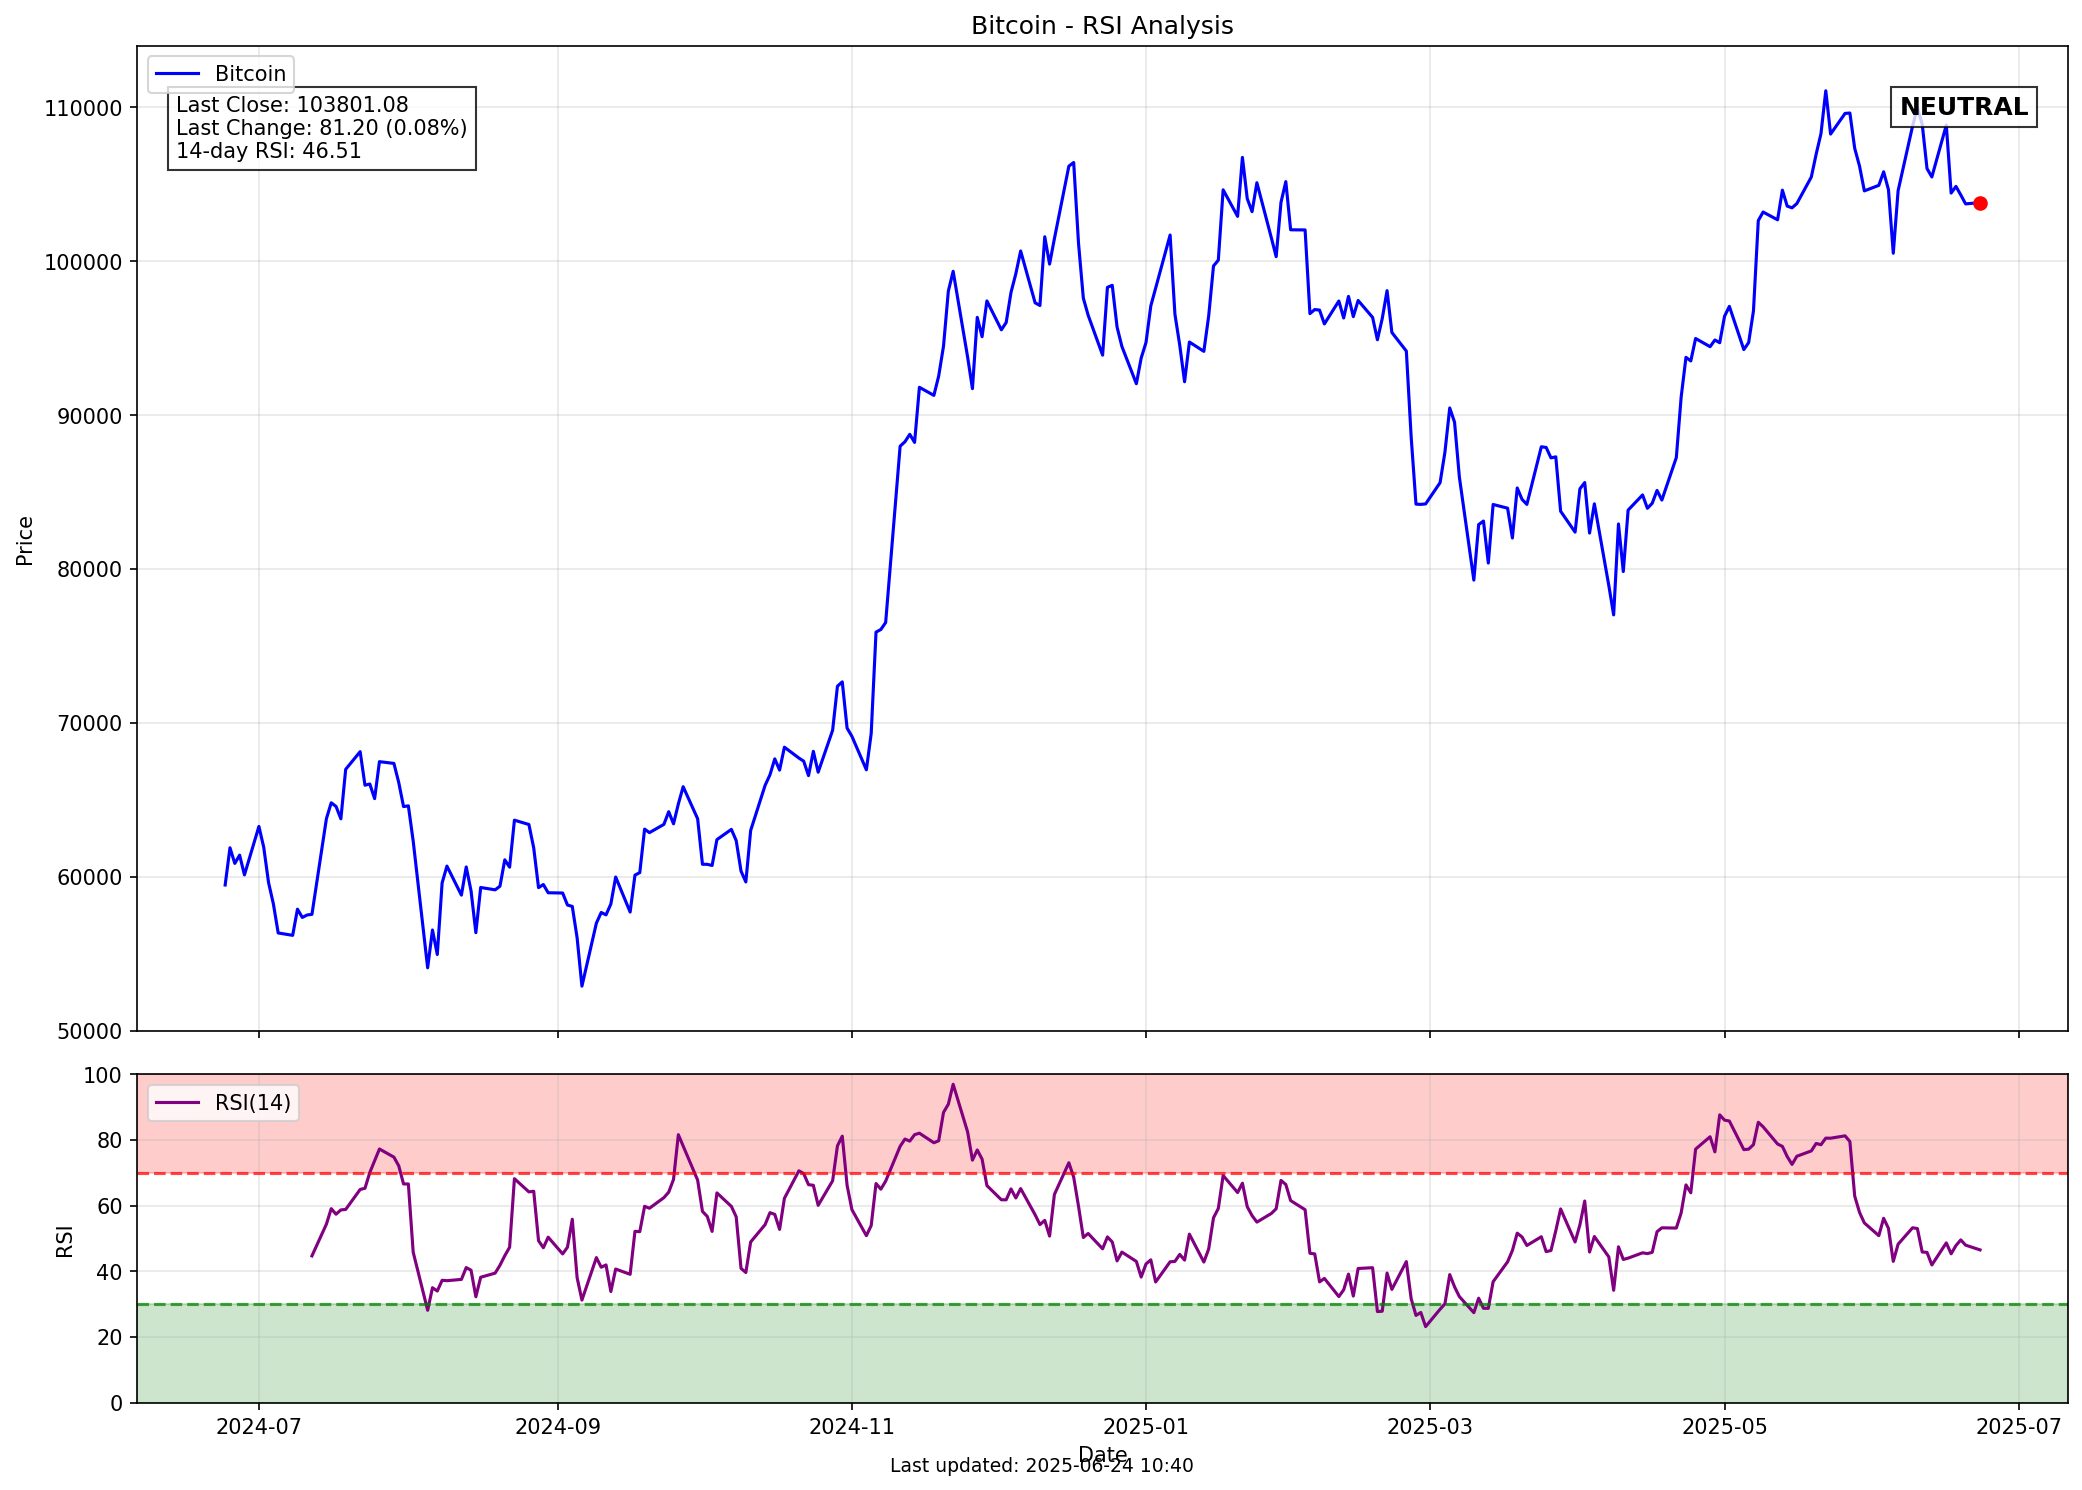 Bitcoin - RSI Analysis
Bitcoin
Last Close: 103801.08
Last Change: 81.20 (0.08%)
14-day RSI: 46.51
NEUTRAL
Price
110000
100000
90000
80000
70000
60000
50000
RSI(14)
RSI
100
80
60
40
20
0
2024-07
2024-09
2024-11
2025-01
2025-03
2025-05
2025-07
Date
Last updated: 2025-06-24 10:40